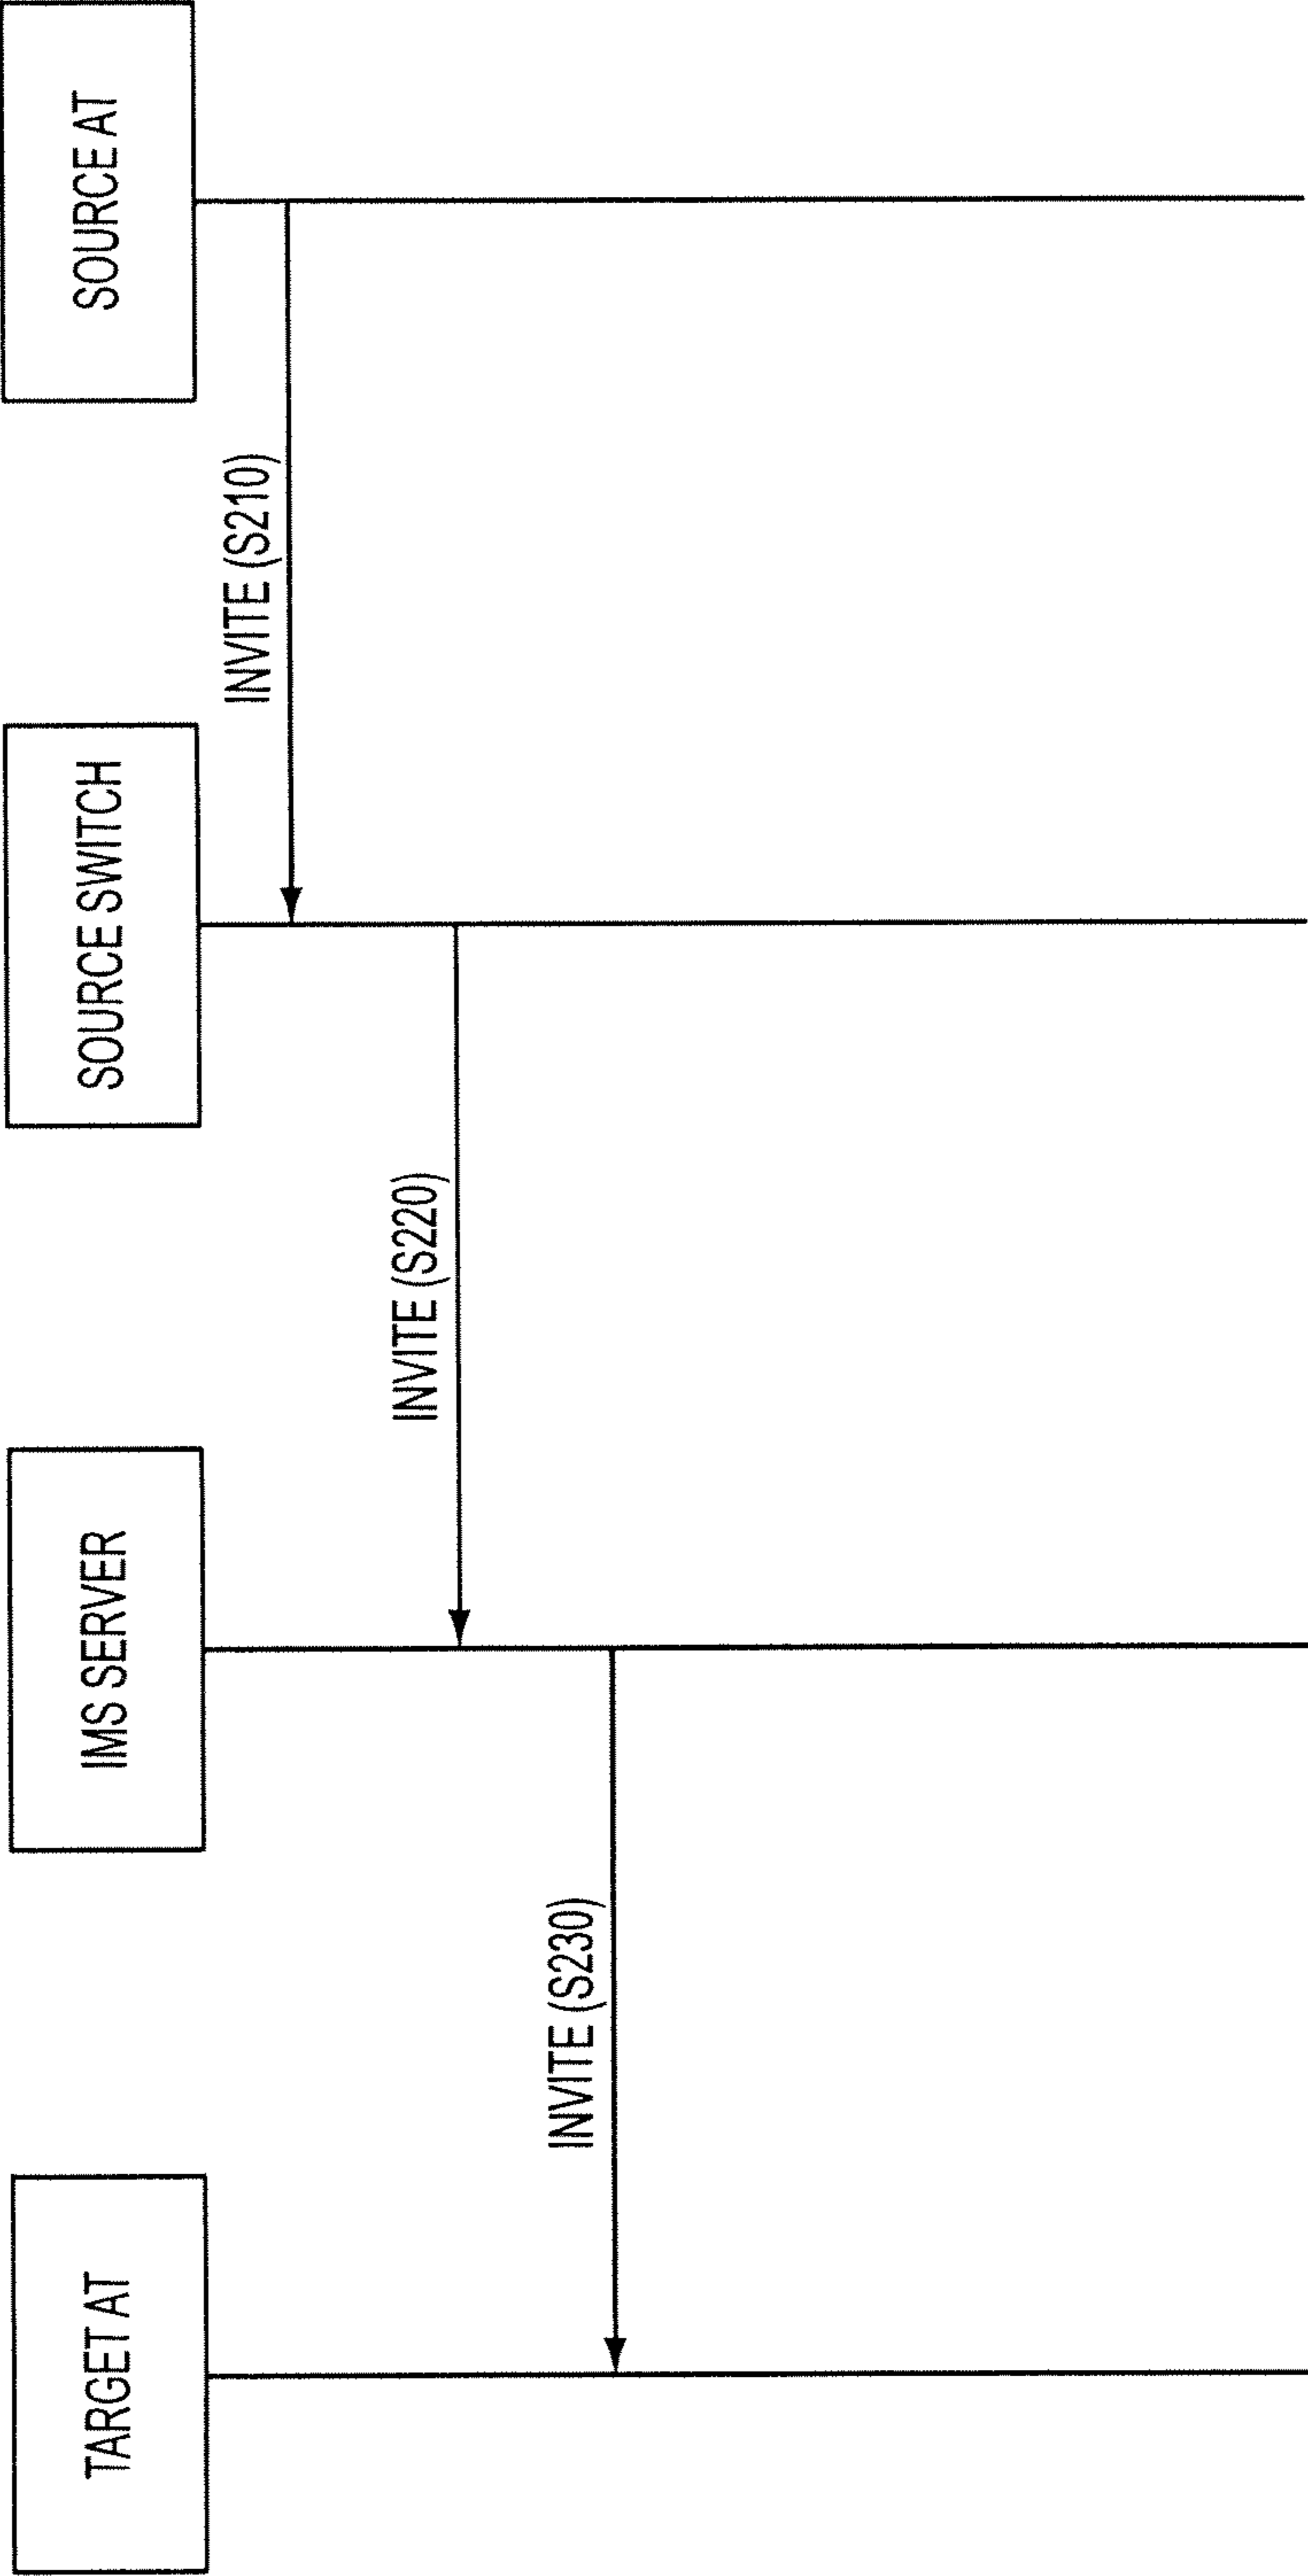 TARGET AT
IMS SERVER
SOURCE SWITCH
SOURCE AT
INVITE (S210)
INVITE (S220)
INVITE (S230)